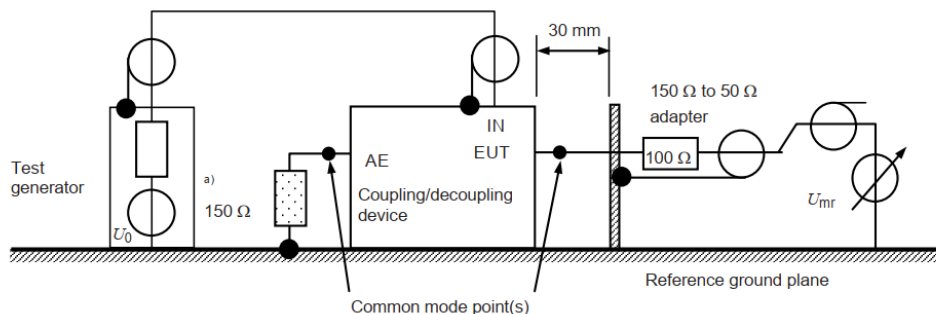 30 mm
150 Ω to 50 Ω
adapter
100 Ω
IN
EUT
AE
Coupling/decoupling
device
Test
generator
a)
150 Ω
U0
Umr
Reference ground plane
Common mode point(s)